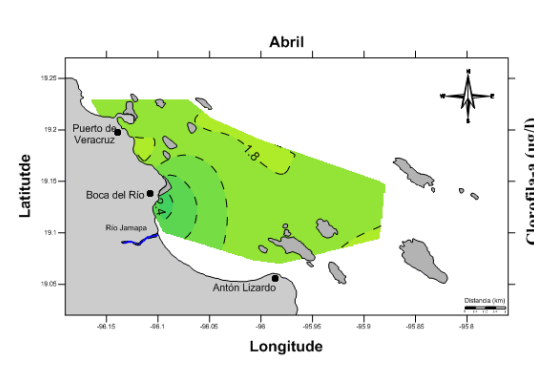 Abril
19.25
19.2
19.15
19.1
19.05
Latitutde
Puerto de
Veracruz
Boca del Río
Río Jamapa
Antón Lizardo
1.8
Distancia (km)
-96.15
-96.1
-96.05
-96
-95.95
-95.9
-95.85
-95.8
Longitude
Clorofila-a (µg/l)